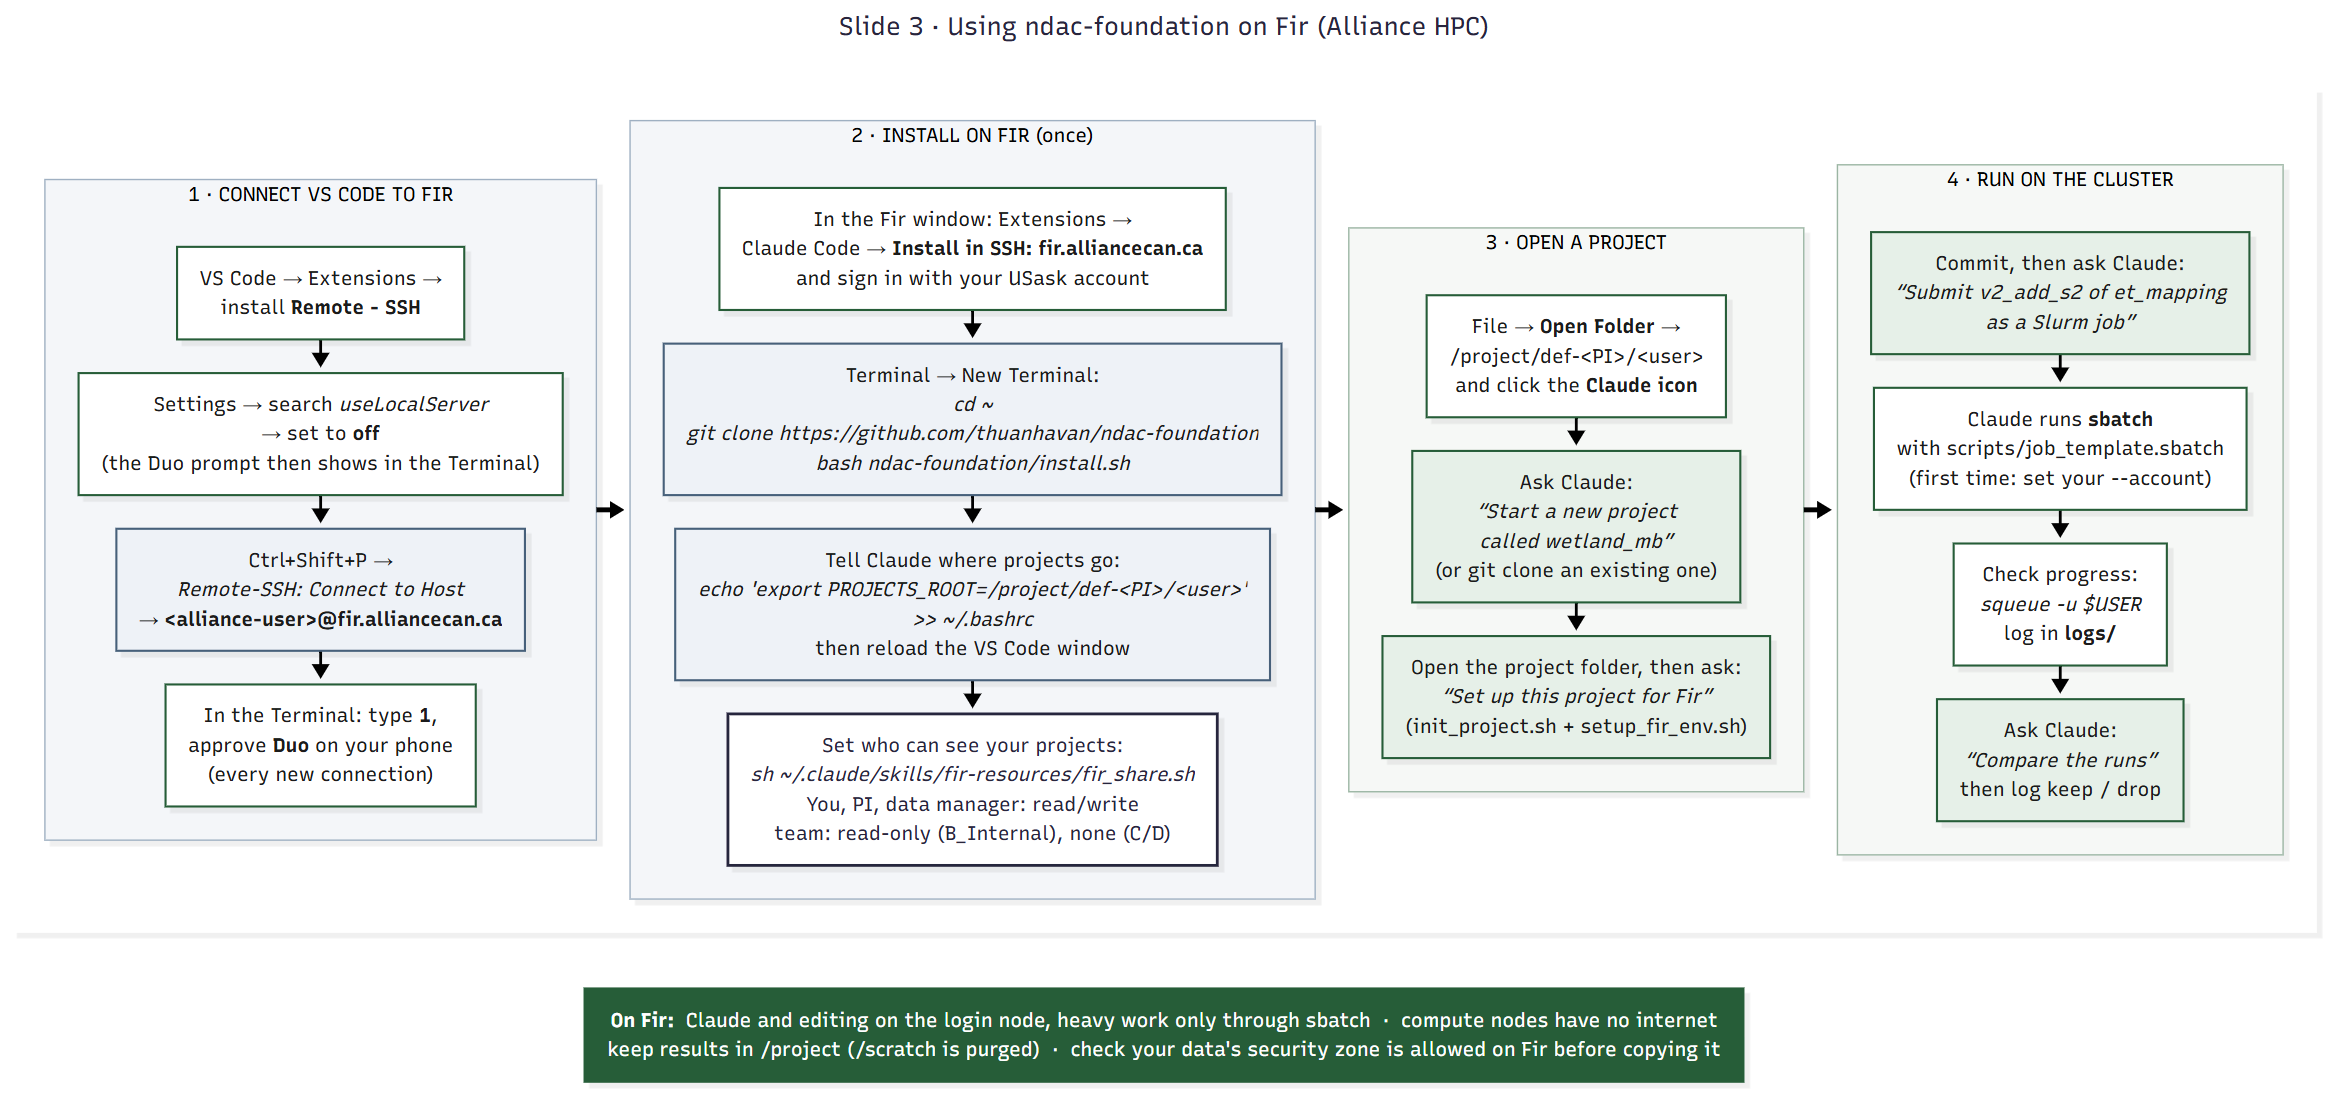 Slide 3 · Using ndac-foundation on Fir (Alliance HPC)
1 · CONNECT VS CODE TO FIR
VS Code → Extensions →
install Remote - SSH
Settings → search useLocalServer
→ set to off
(the Duo prompt then shows in the Terminal)
Ctrl+Shift+P →
Remote-SSH: Connect to Host
→ <alliance-user>@fir.alliancecan.ca
In the Terminal: type 1,
approve Duo on your phone
(every new connection)
2 · INSTALL ON FIR (once)
In the Fir window: Extensions →
Claude Code → Install in SSH: fir.alliancecan.ca
and sign in with your USask account
Terminal → New Terminal:
cd ~
git clone https://github.com/thuanhavan/ndac-foundation
bash ndac-foundation/install.sh
Tell Claude where projects go:
echo 'export PROJECTS_ROOT=/project/def-<PI>/<user>'
>> ~/.bashrc
then reload the VS Code window
Set who can see your projects:
sh ~/.claude/skills/fir-resources/fir_share.sh
You, PI, data manager: read/write
team: read-only (B_Internal), none (C/D)
3 · OPEN A PROJECT
File → Open Folder →
/project/def-<PI>/<user>
and click the Claude icon
Ask Claude:
“Start a new project
called wetland_mb”
(or git clone an existing one)
Open the project folder, then ask:
“Set up this project for Fir”
(init_project.sh + setup_fir_env.sh)
4 · RUN ON THE CLUSTER
Commit, then ask Claude:
“Submit v2_add_s2 of et_mapping
as a Slurm job”
Claude runs sbatch
with scripts/job_template.sbatch
(first time: set your --account)
Check progress:
squeue -u $USER
log in logs/
Ask Claude:
“Compare the runs”
then log keep / drop
On Fir: Claude and editing on the login node, heavy work only through sbatch · compute nodes have no internet
keep results in /project (/scratch is purged) · check your data's security zone is allowed on Fir before copying it